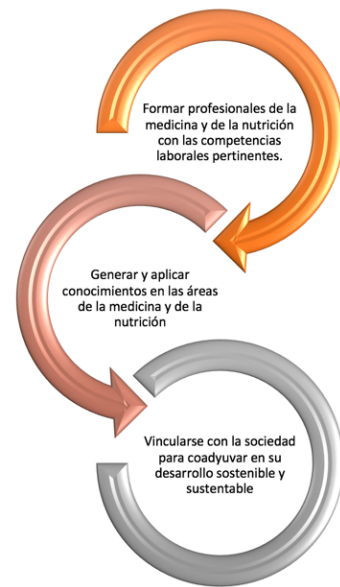 Formar profesionales de la
medicina y de la nutrición
con las competencias
laborales pertinentes.
Generar y aplicar
conocimientos en las áreas
de la medicina y de la
nutrición
Vincularse con la sociedad
para coadyuvar en su
desarrollo sostenible y
sustentable